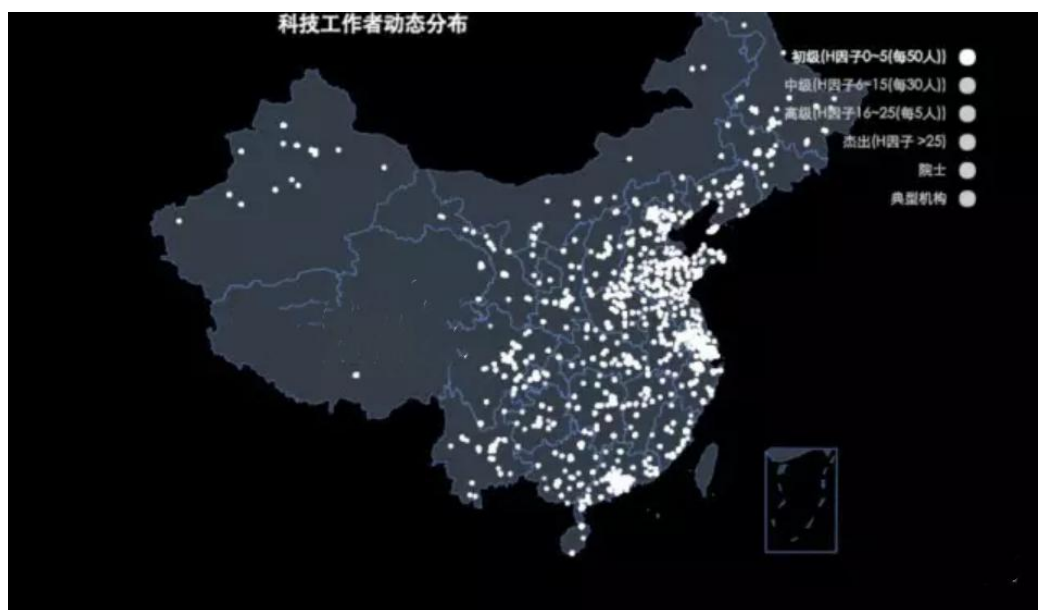 科技工作者动态分布
初级(H因子0~5(每50人))
中级(H因子6~15(每30人))
高级(H因子16~25(每5人))
杰出(H因子 >25)
院士
典型机构